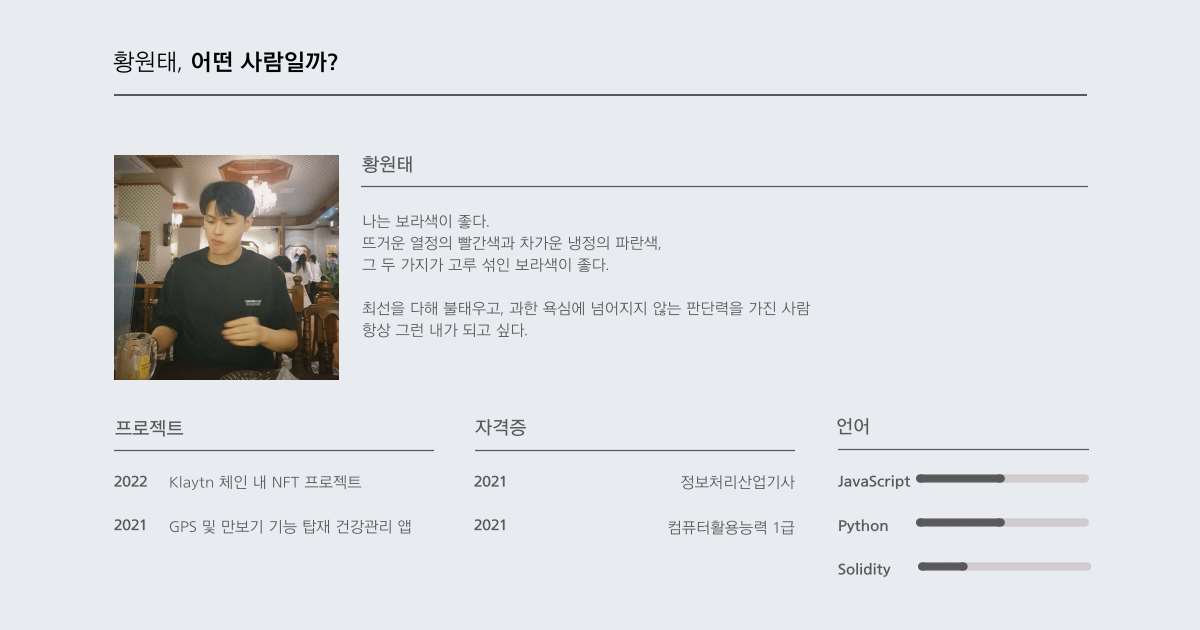 황원태, 어떤 사람일까?
황원태
나는 보라색이 좋다.
뜨거운 열정의 빨간색과 차가운 냉정의 파란색,
그 두 가지가 고루 섞인 보라색이 좋다.
최선을 다해 불태우고, 과한 욕심에 넘어지지 않는 판단력을 가진 사람
항상 그런 내가 되고 싶다.
프로젝트
2022 Klaytn 체인 내 NFT 프로젝트
2021 GPS 및 만보기 기능 탑재 건강관리 앱
자격증
2021 정보처리산업기사
2021 컴퓨터활용능력 1급
언어
JavaScript
Python
Solidity